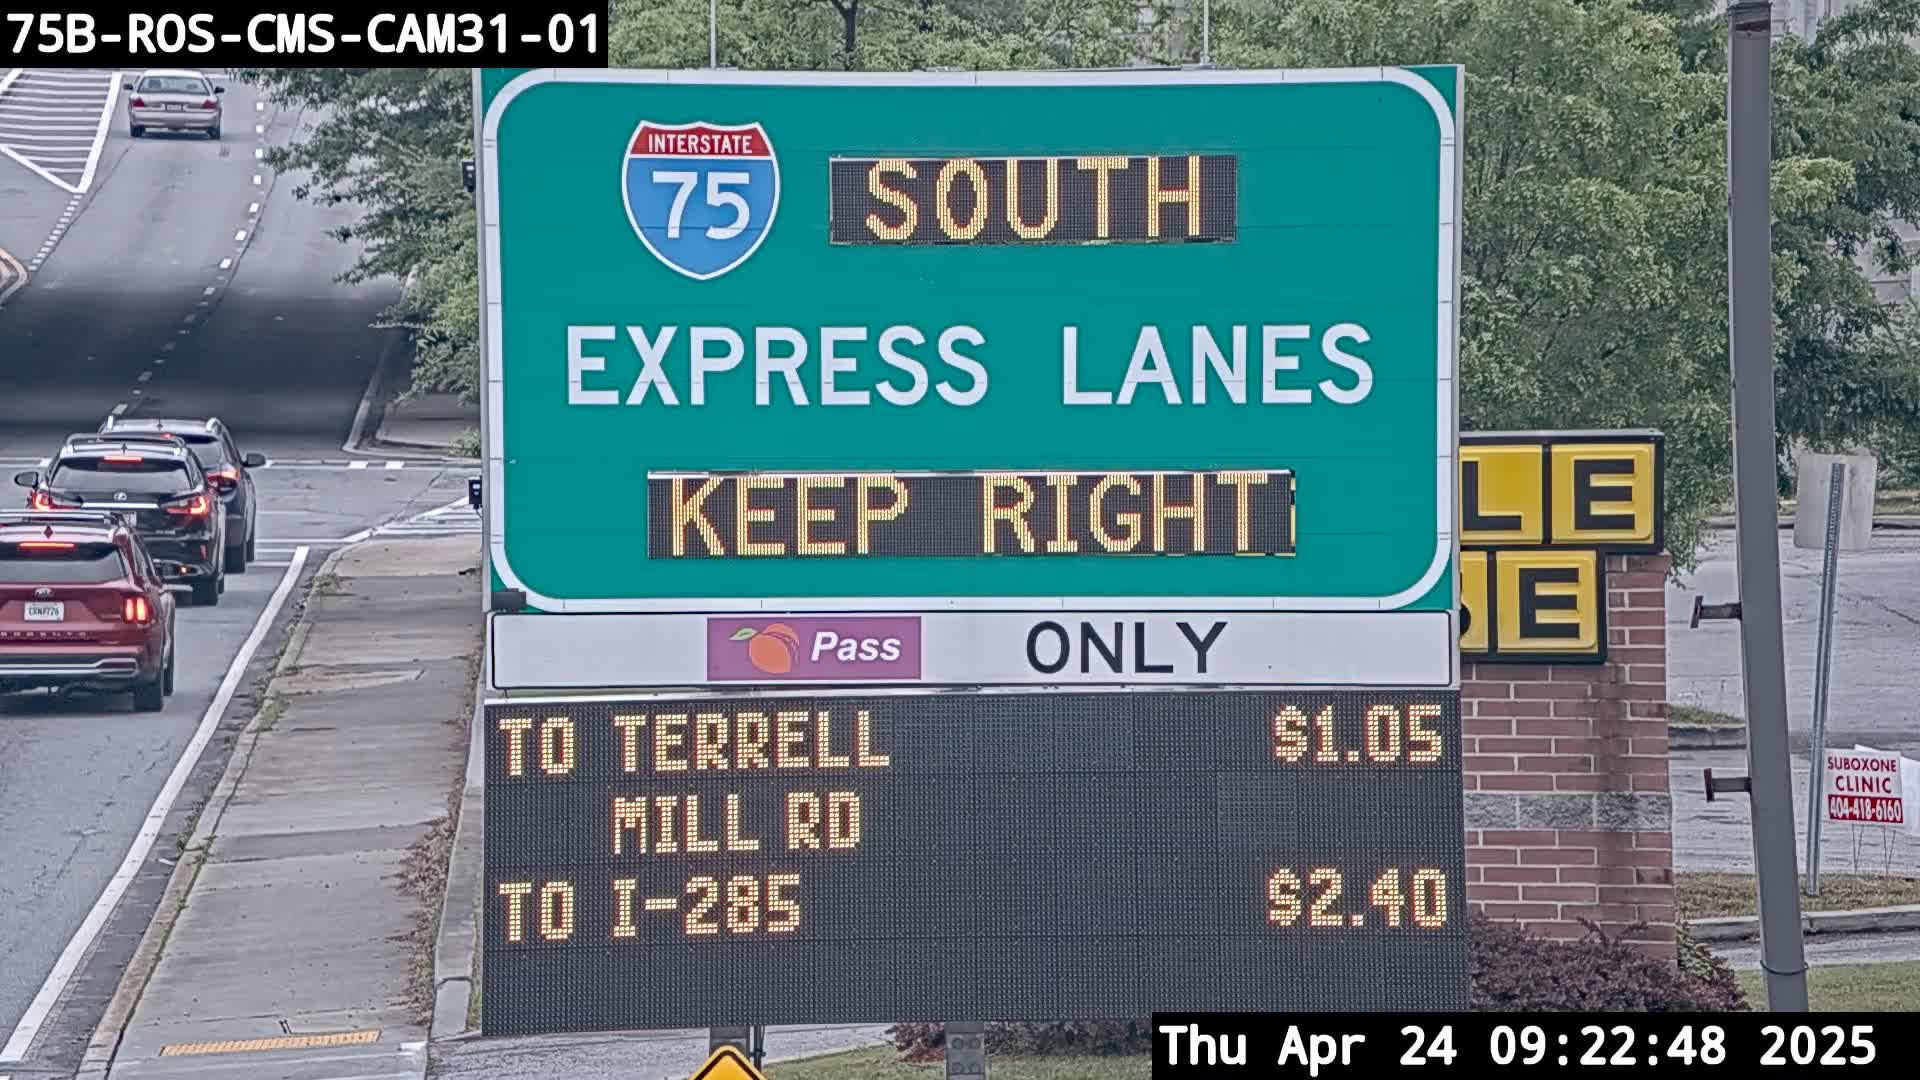 75B-ROS-CMS-CAM31-01
INTERSTATE
75
SOUTH
EXPRESS LANES
KEEP RIGHT
Pass ONLY
TO TERRELL $1.05
MILL RD
TO I-285 $2.40
LE
E
SUBOXONE
CLINIC
404-418-6160
Thu Apr 24 09:22:48 2025